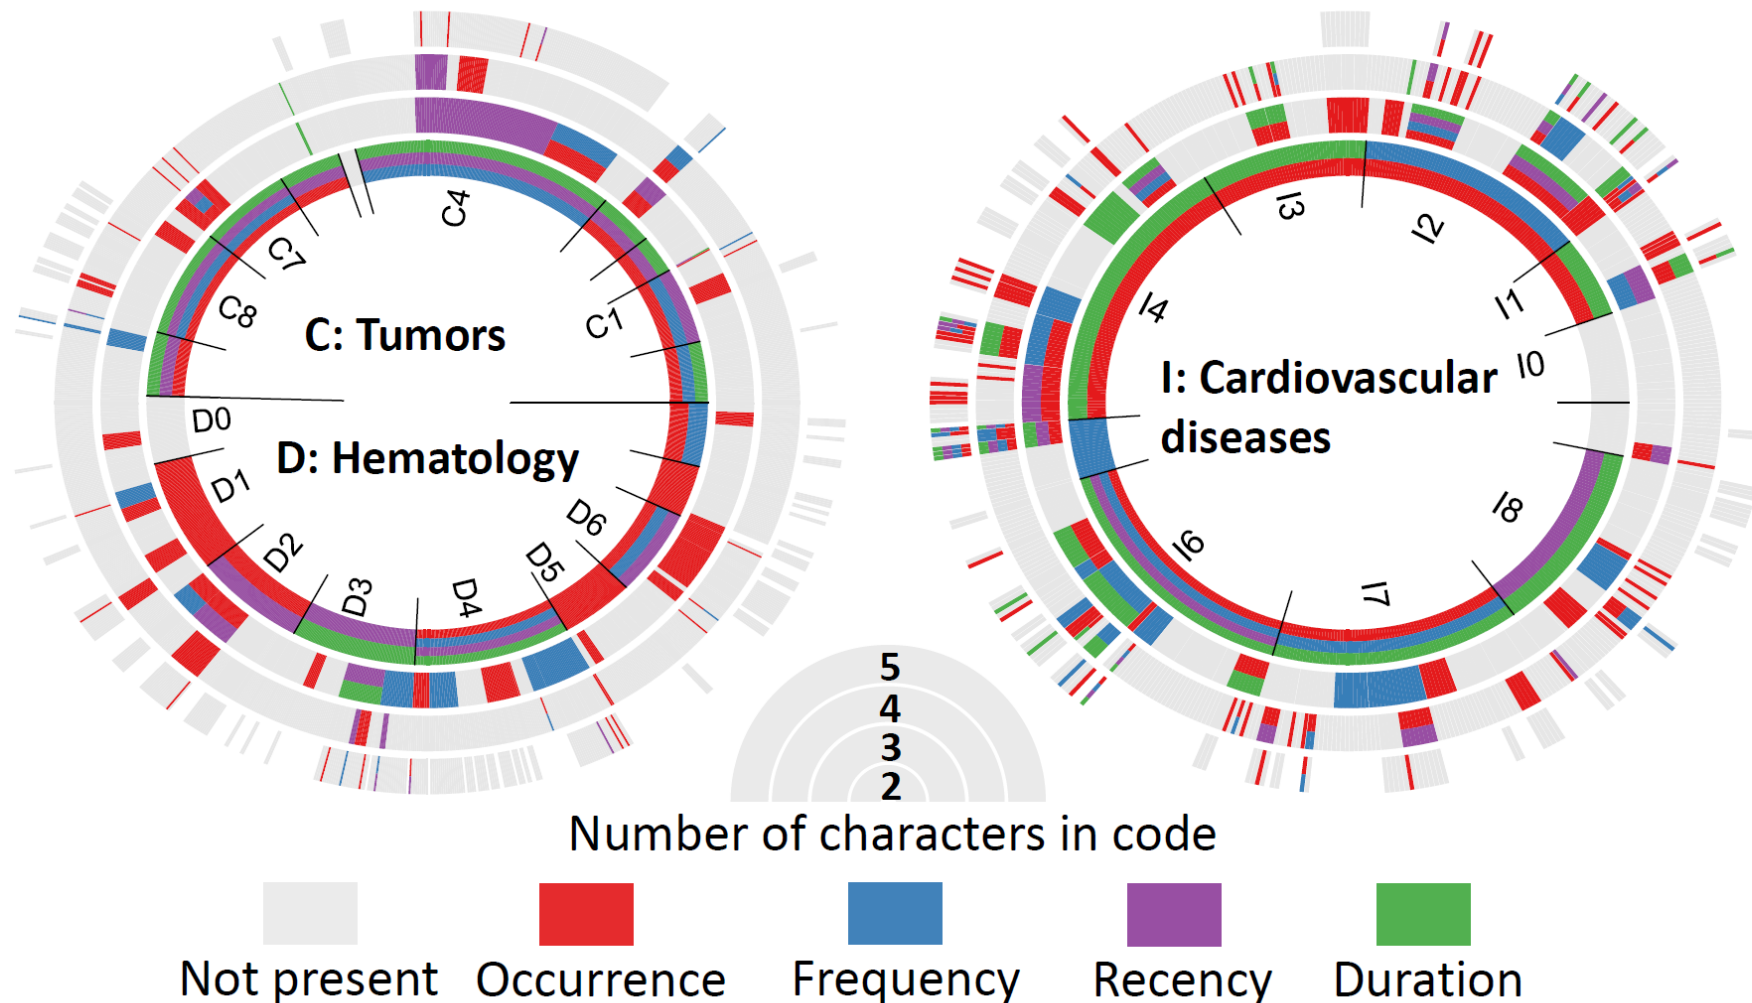 C4
C7
C8
C1
C: Tumors
D: Hematology
D0
D1
D2
D3
D4
D5
D6
I3
I2
I4
I1
I0
I: Cardiovascular
diseases
I8
I6
I7
5
4
3
2
Number of characters in code
Not present Occurrence Frequency Recency Duration